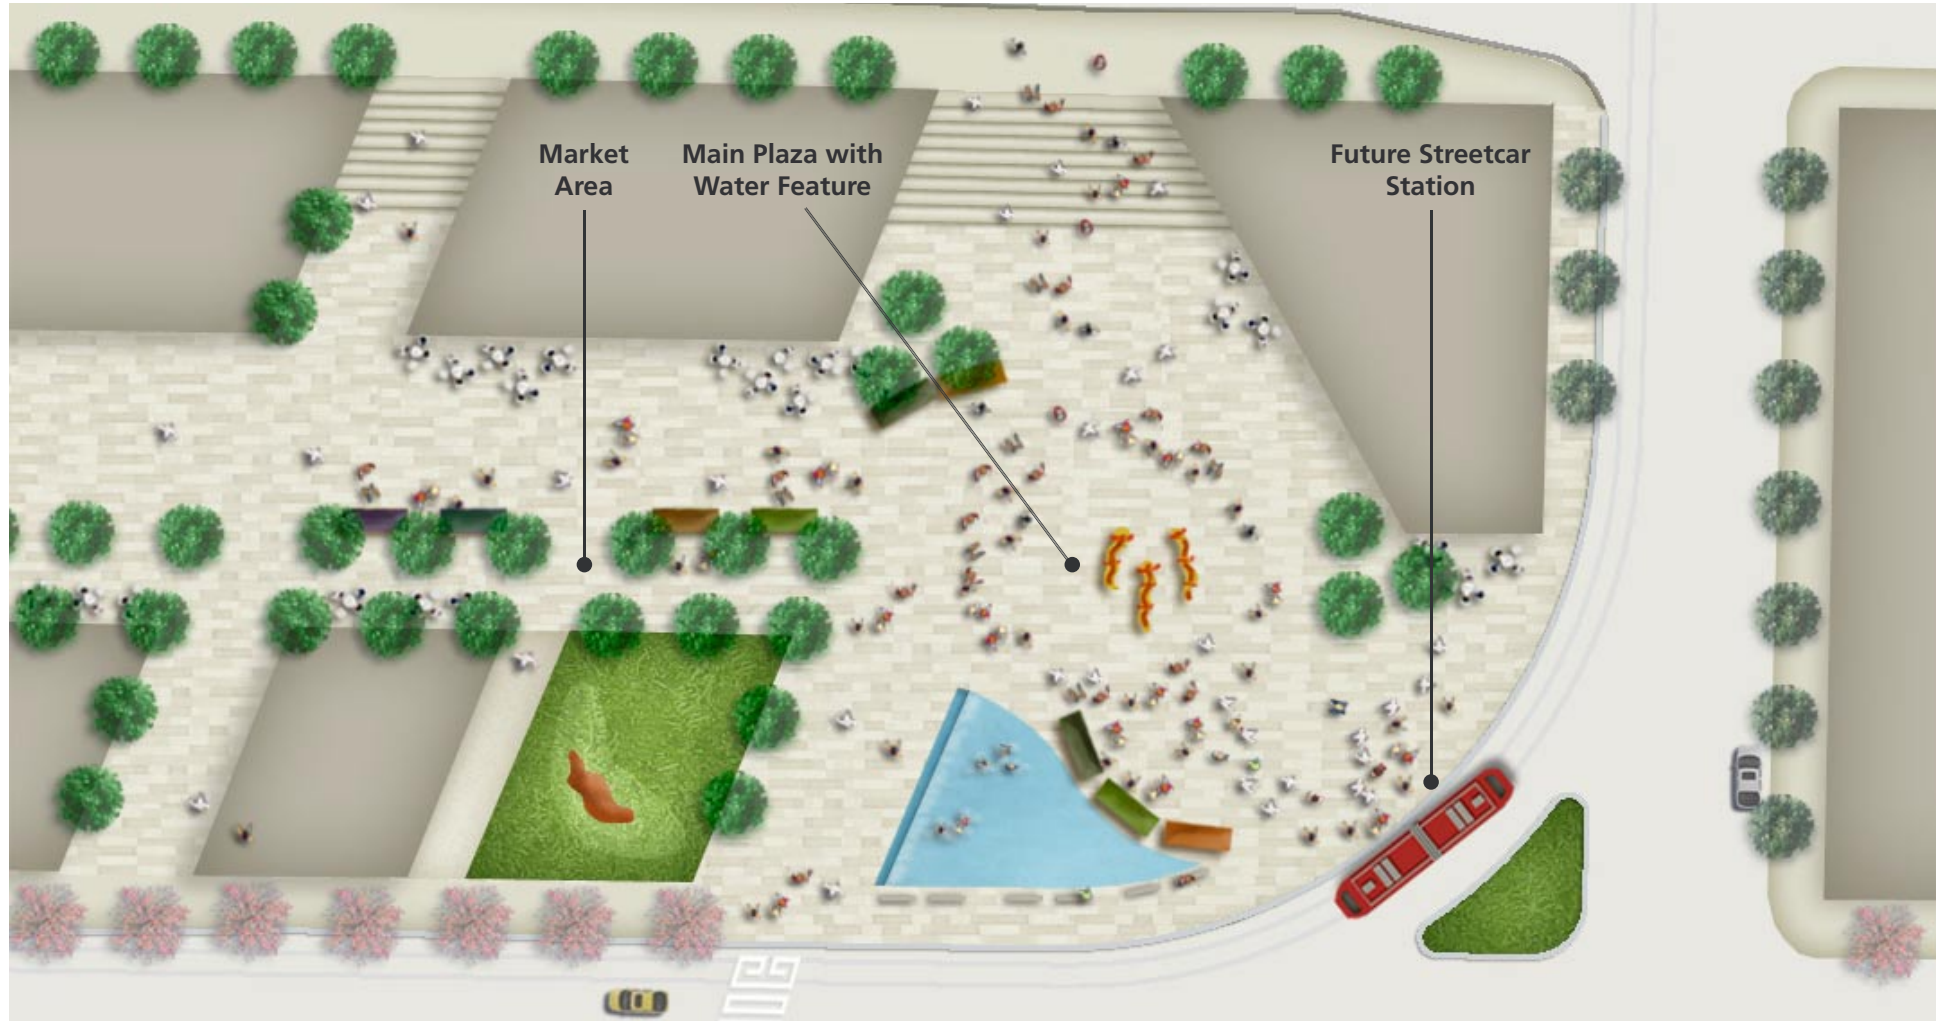 Market
Area
Main Plaza with
Water Feature
Future Streetcar
Station